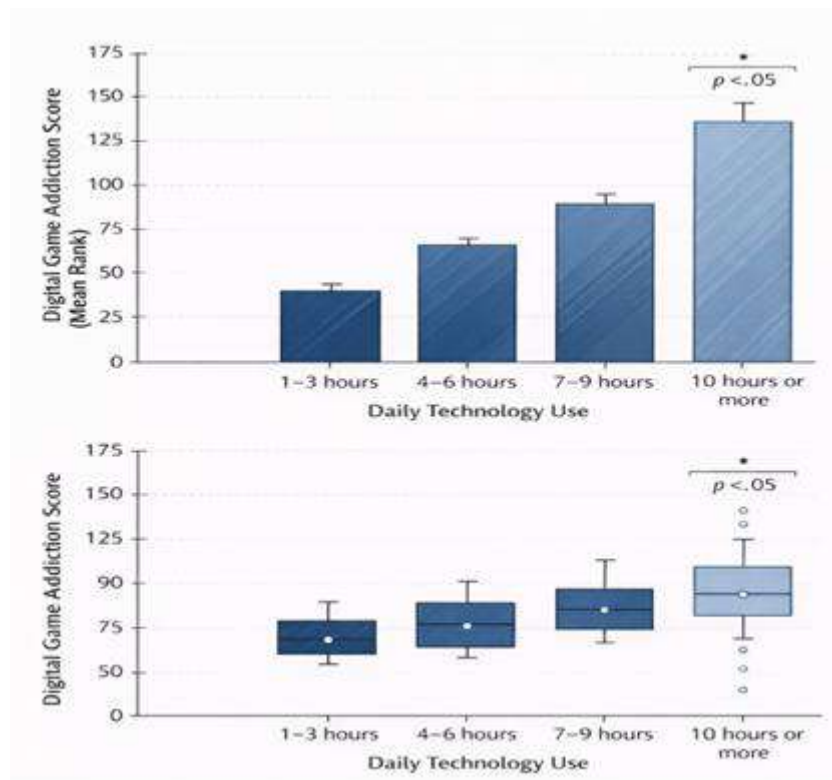 Digital Game Addiction Score
(Mean Rank)
175
150
125
100
75
50
25
0
*
p <.05
1–3 hours
4–6 hours
7–9 hours
10 hours or
more
Daily Technology Use
Digital Game Addiction Score
175
150
125
90
75
50
0
*
p <.05
1–3 hours
4–6 hours
7–9 hours
10 hours or
more
Daily Technology Use